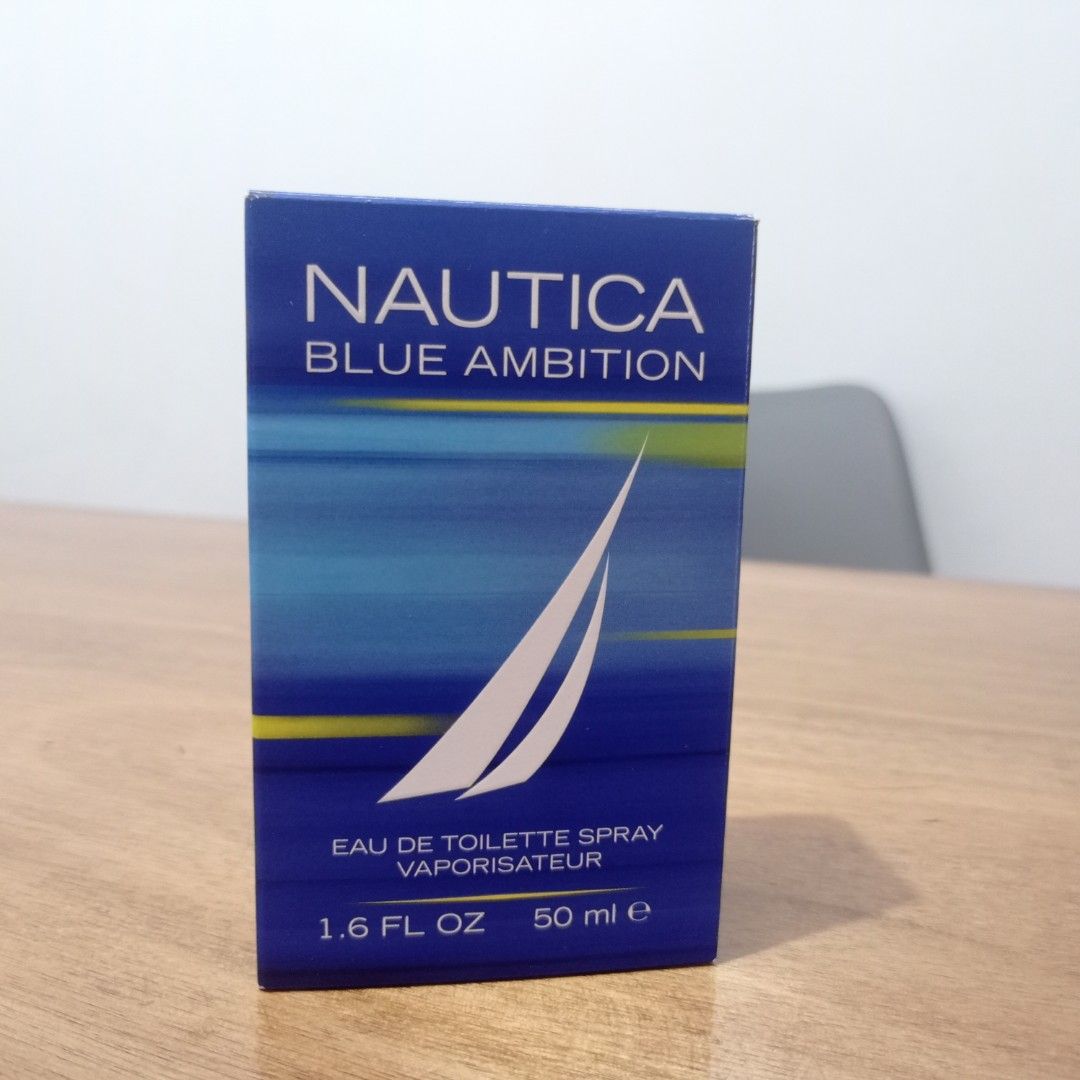 NAUTICA
BLUE AMBITION
EAU DE TOILETTE SPRAY
VAPORISATEUR
1.6 FL OZ 50 ml ℮